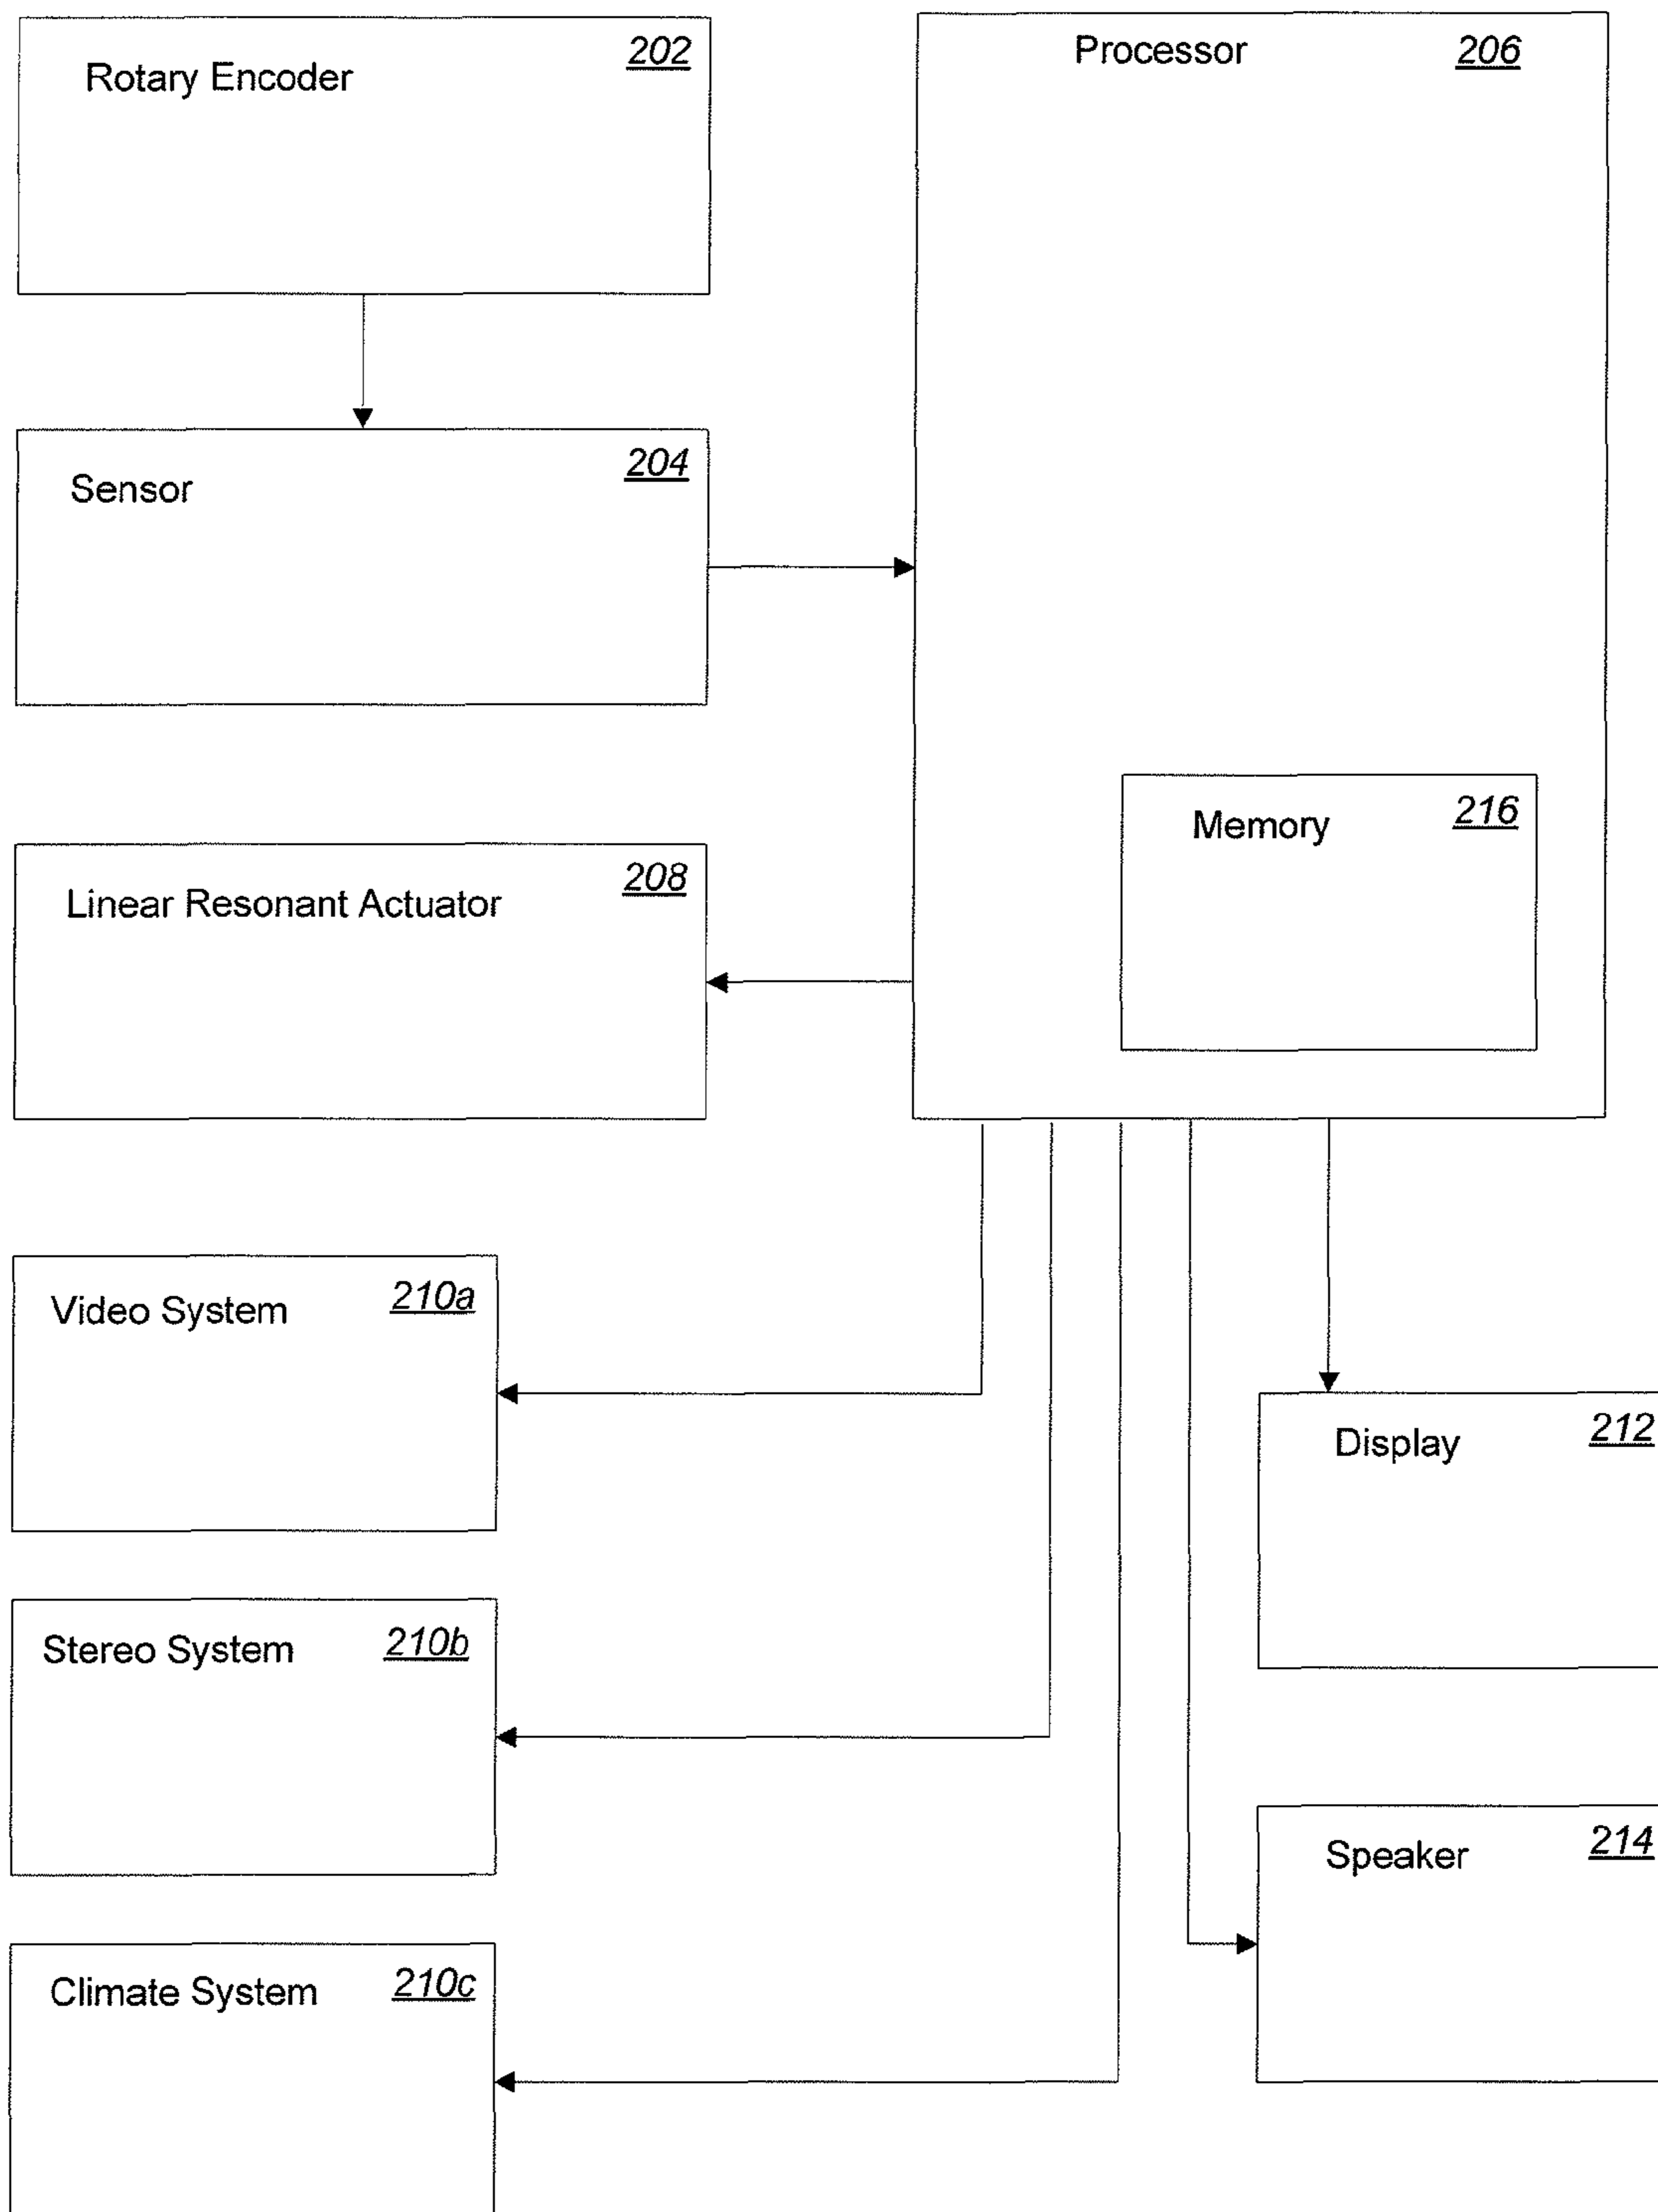 Rotary Encoder 202
Processor 206
Sensor 204
Memory 216
Linear Resonant Actuator 208
Video System 210a
Display 212
Stereo System 210b
Speaker 214
Climate System 210c